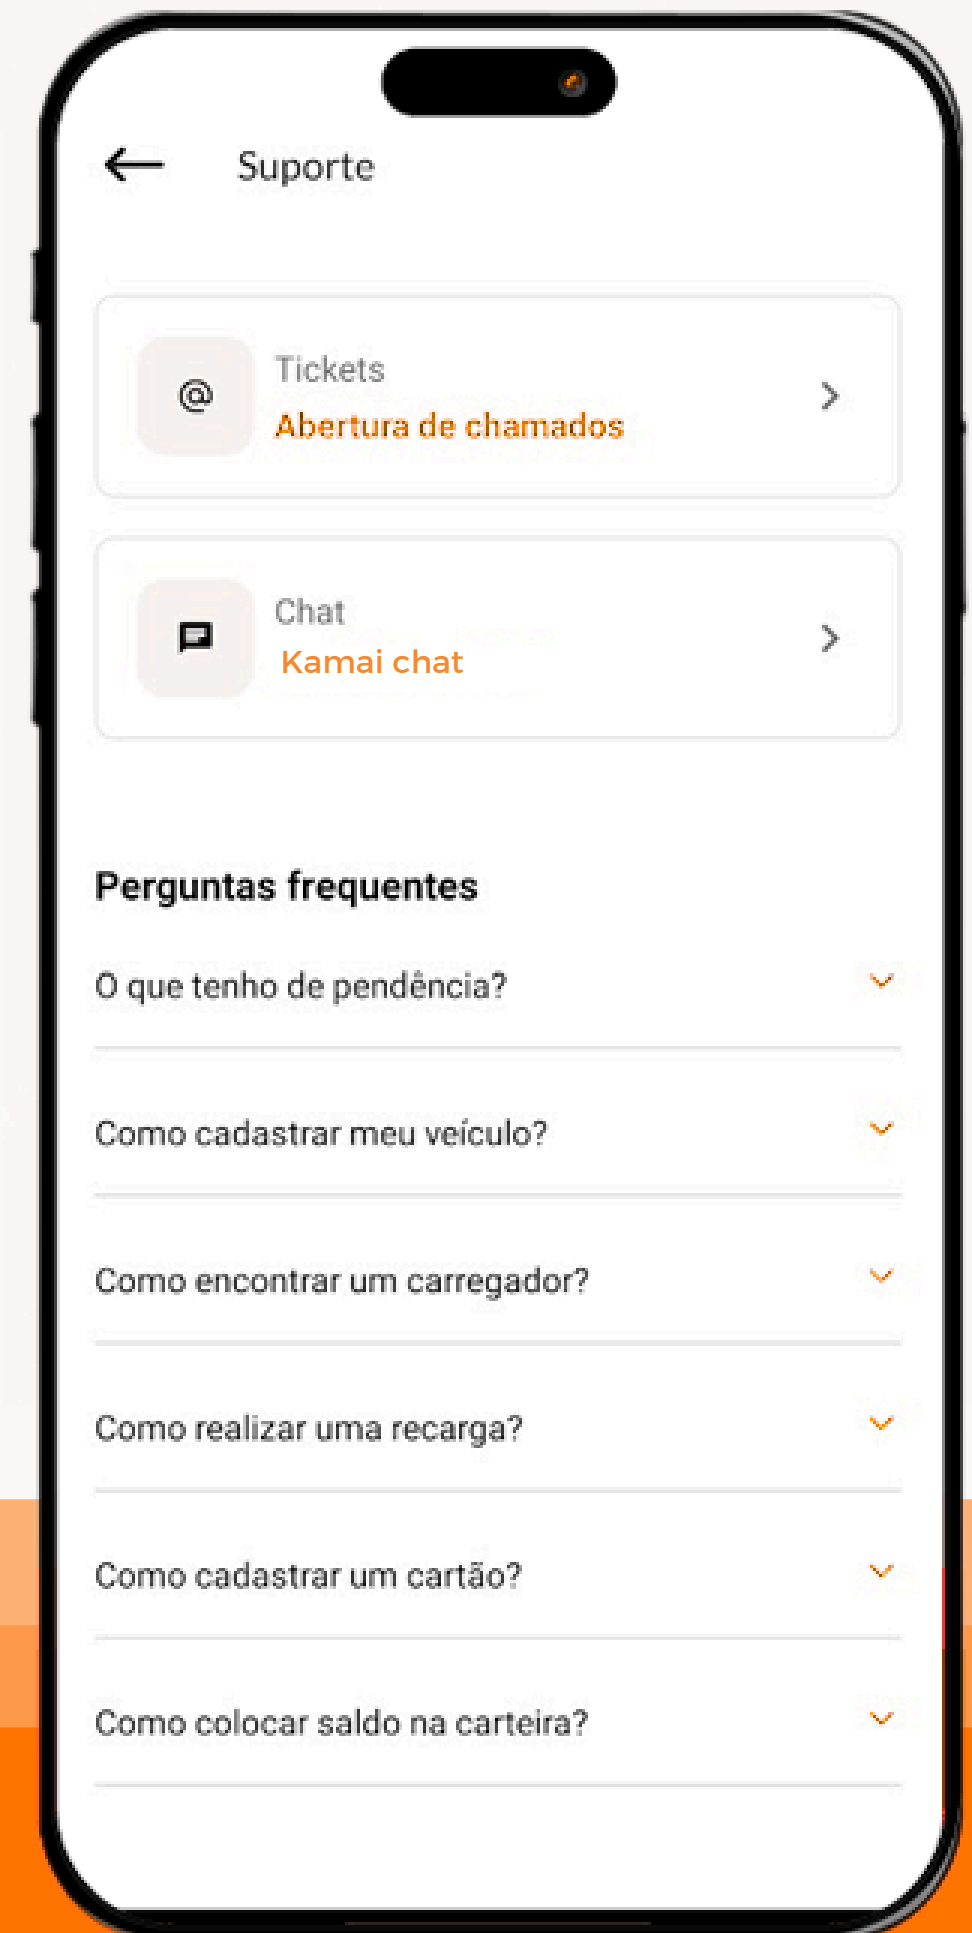 Suporte
@
Tickets
Abertura de chamados
Chat
Kamai chat
Perguntas frequentes
O que tenho de pendência?
Como cadastrar meu veículo?
Como encontrar um carregador?
Como realizar uma recarga?
Como cadastrar um cartão?
Como colocar saldo na carteira?